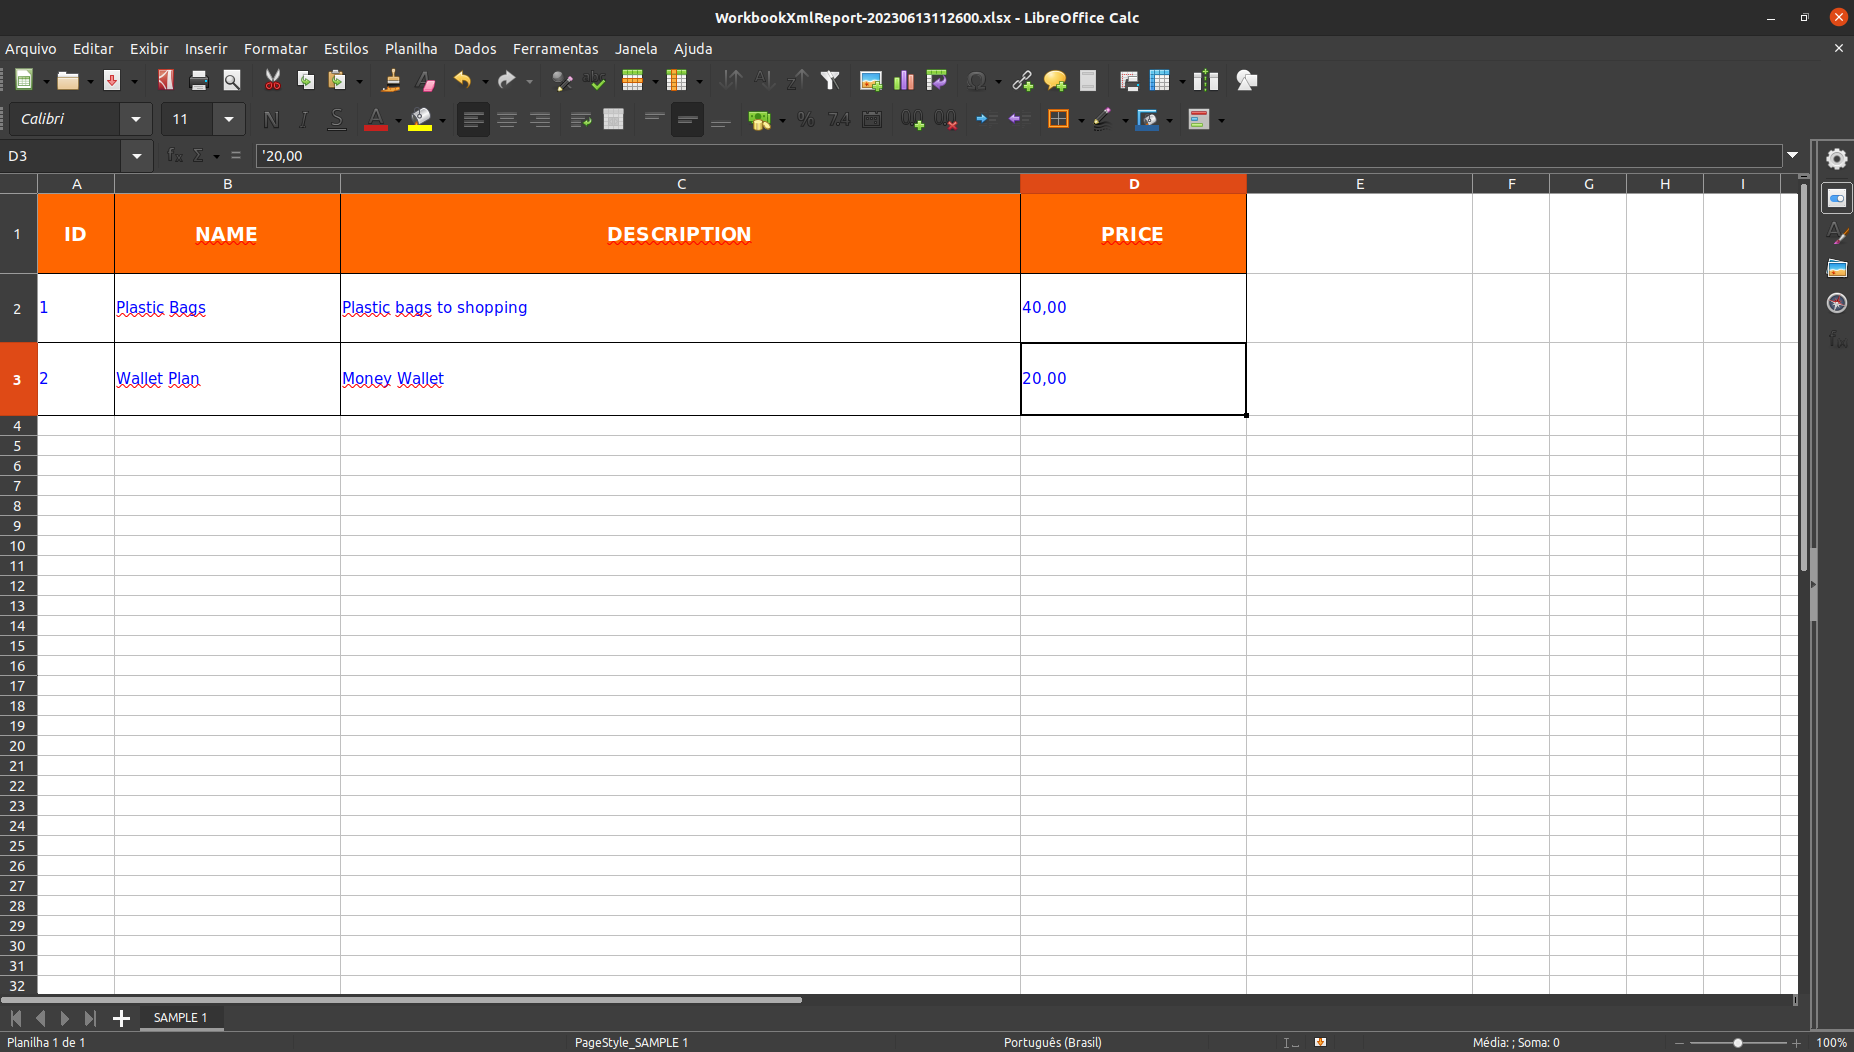 WorkbookXmlReport-20230613112600.xlsx - LibreOffice Calc
Arquivo Editar Exibir Inserir Formatar Estilos Planilha Dados Ferramentas Janela Ajuda
Calibri 11
D3 '20,00
A B C D E F G H I
1 ID NAME DESCRIPTION PRICE
2 1 Plastic Bags Plastic bags to shopping 40,00
3 2 Wallet Plan Money Wallet 20,00
4
5
6
7
8
9
10
11
12
13
14
15
16
17
18
19
20
21
22
23
24
25
26
27
28
29
30
31
32
SAMPLE 1
Planilha 1 de 1 PageStyle_SAMPLE 1 Português (Brasil) Média: ; Soma: 0 100%